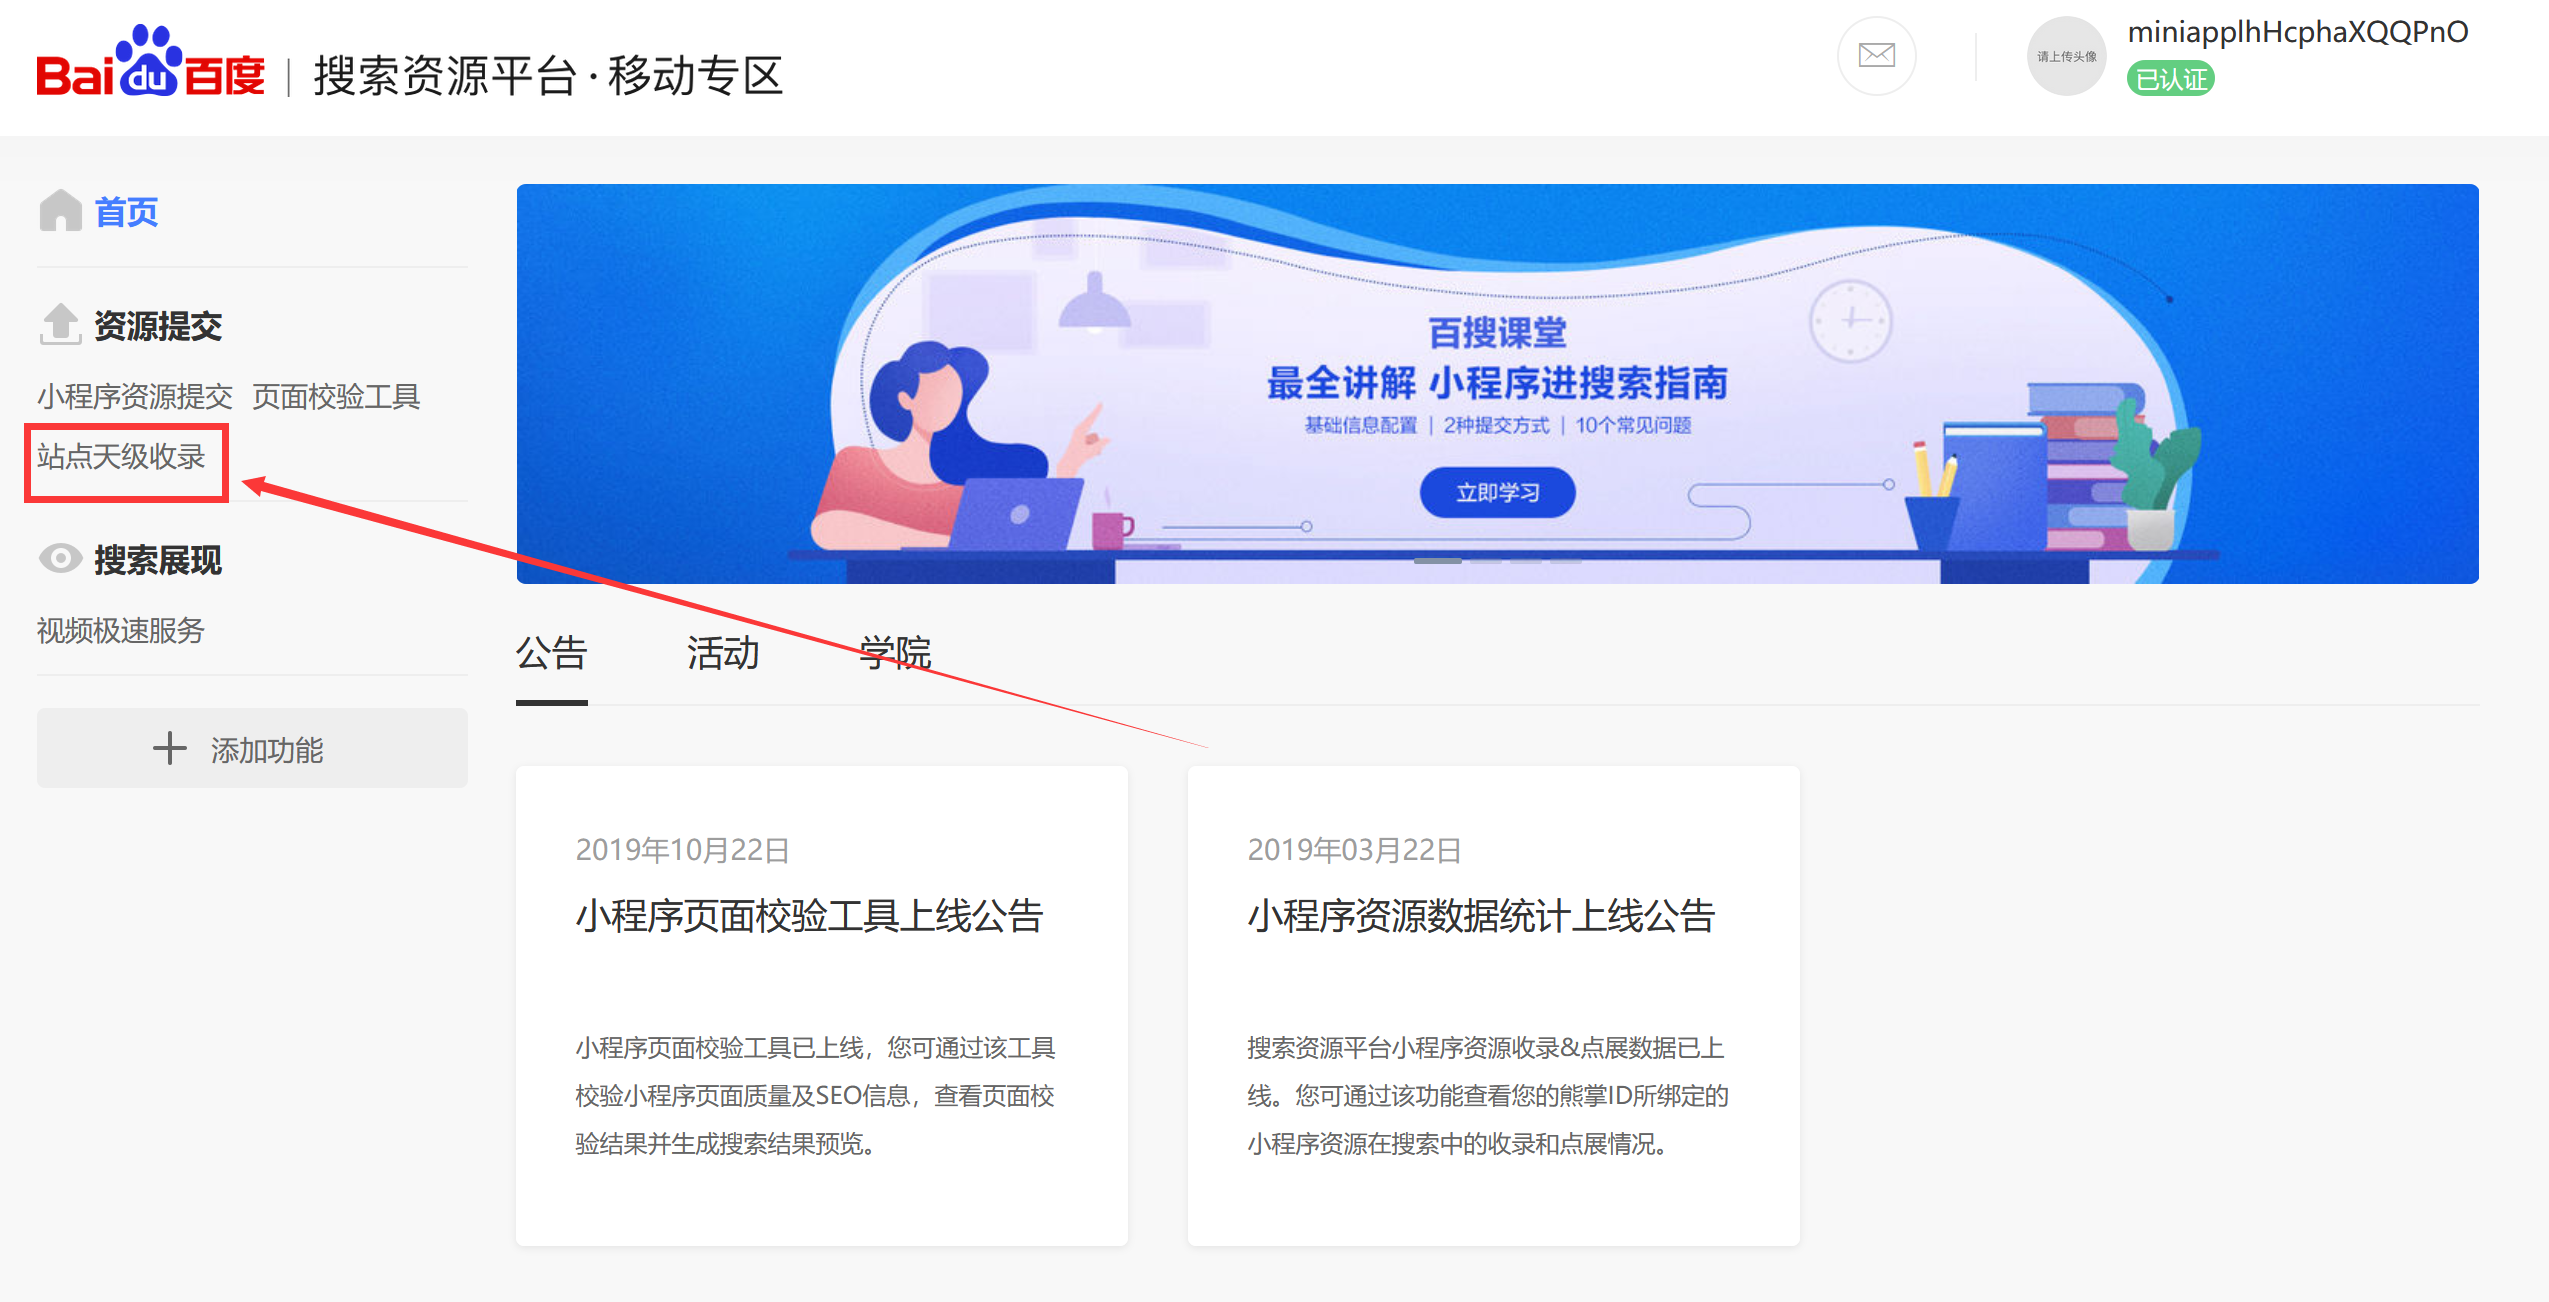 Bai du 百度 | 搜索资源平台·移动专区
请上传头像
miniapplhHcphaXQQPnO
已认证
首页
资源提交
小程序资源提交 页面校验工具
站点天级收录
搜索展现
视频极速服务
添加功能
百搜课堂
最全讲解 小程序进搜索指南
基础信息配置 | 2种提交方式 | 10个常见问题
立即学习
公告 活动 学院
2019年10月22日
小程序页面校验工具上线公告
小程序页面校验工具已上线，您可通过该工具
校验小程序页面质量及SEO信息，查看页面校
验结果并生成搜索结果预览。
2019年03月22日
小程序资源数据统计上线公告
搜索资源平台小程序资源收录&点展数据已上
线。您可通过该功能查看您的熊掌ID所绑定的
小程序资源在搜索中的收录和点展情况。